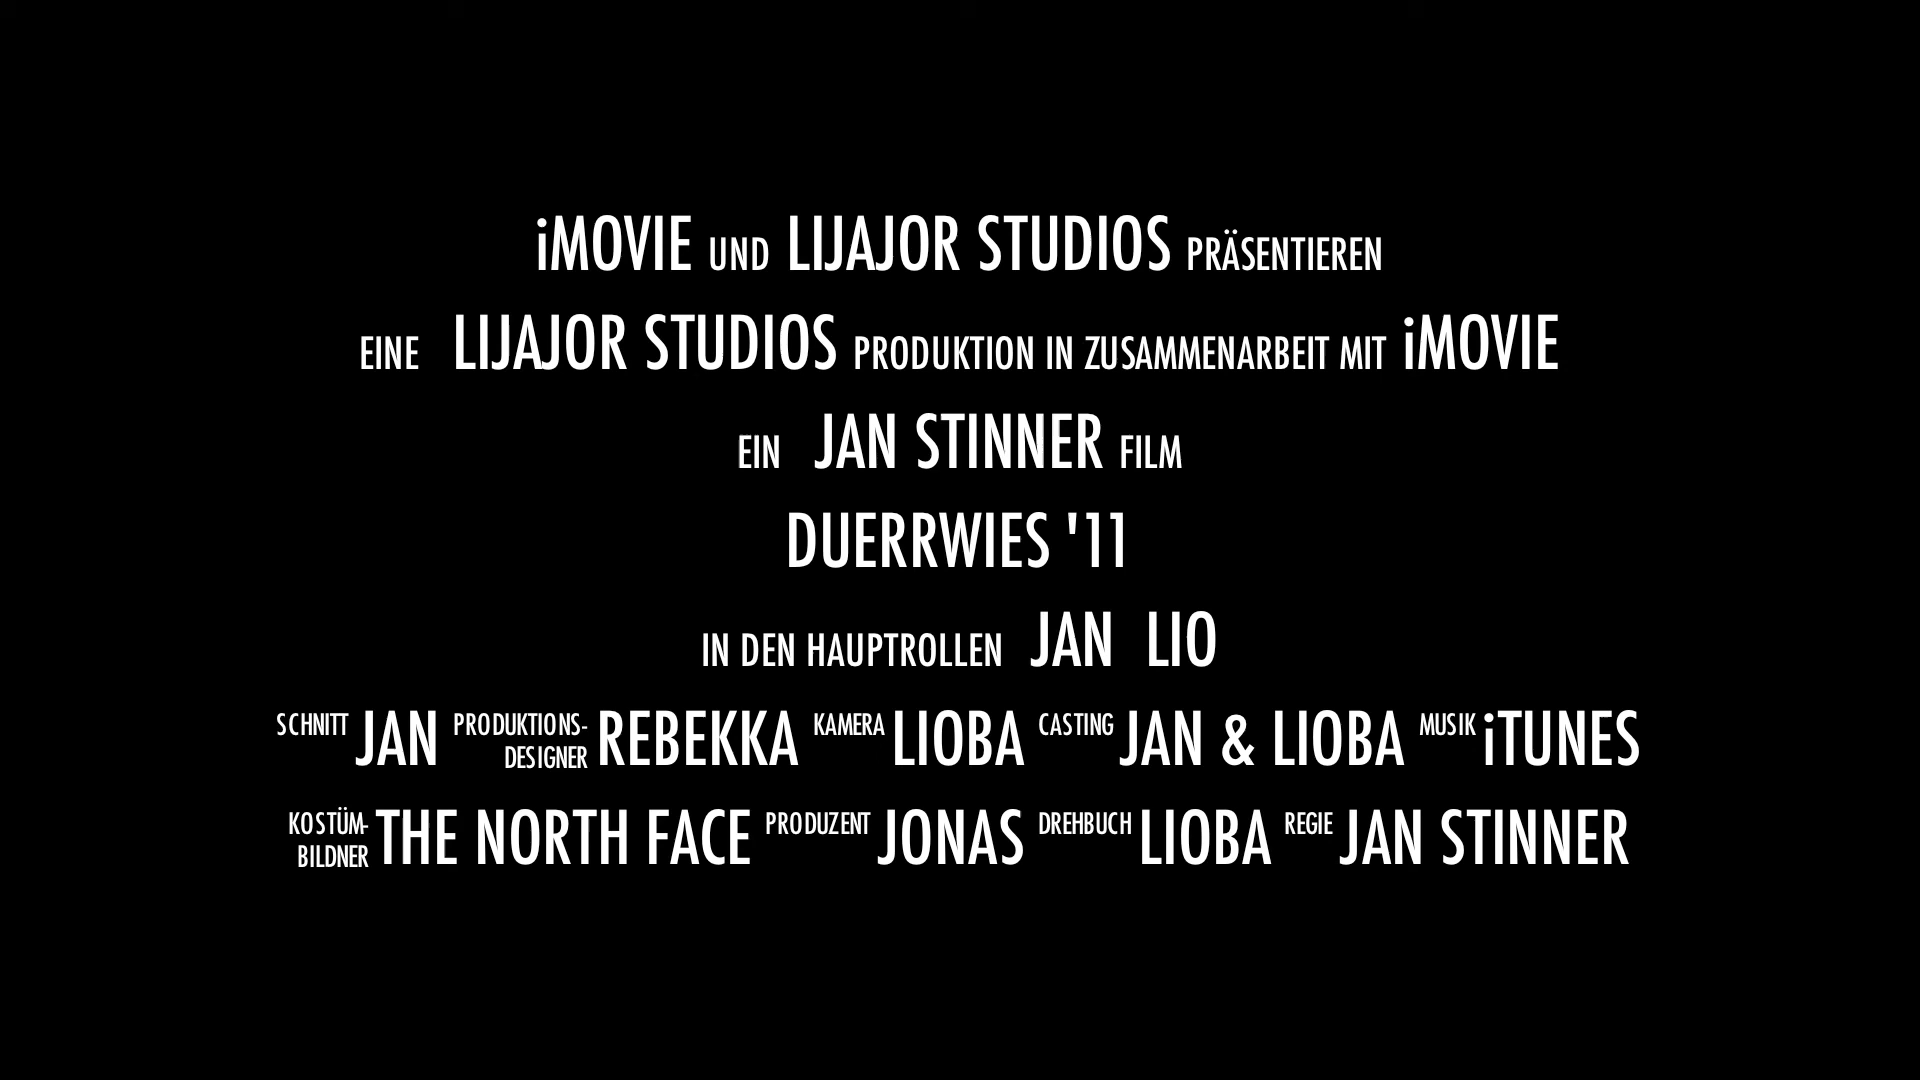 iMOVIE UND LIJAJOR STUDIOS PRÄSENTIEREN
EINE LIJAJOR STUDIOS PRODUKTION IN ZUSAMMENARBEIT MIT iMOVIE
EIN JAN STINNER FILM
DUERRWIES '11
IN DEN HAUPTROLLEN JAN LIO
SCHNITT JAN PRODUKTIONS-DESIGNER REBEKKA KAMERA LIOBA CASTING JAN & LIOBA MUSIK iTUNES
KOSTÜM-BILDNER THE NORTH FACE PRODUZENT JONAS DREHBUCH LIOBA REGIE JAN STINNER